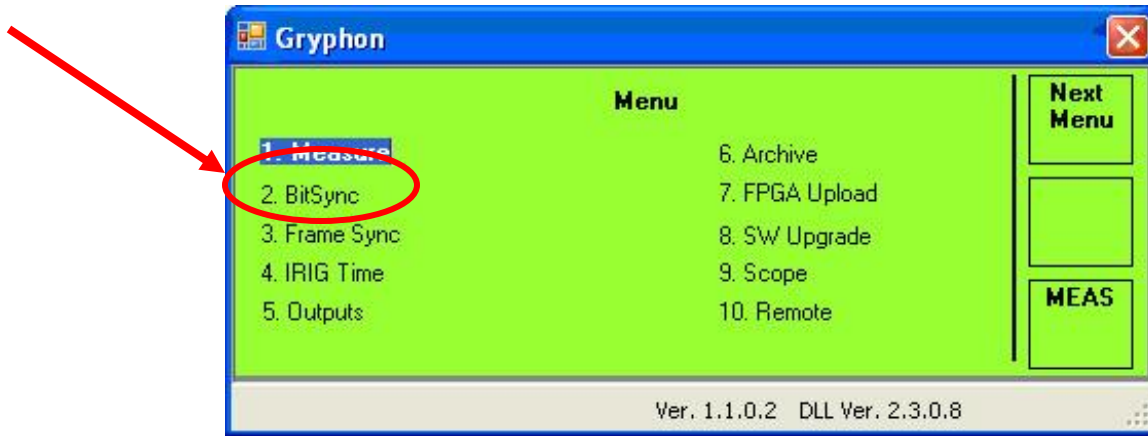 Gryphon
Menu
1. Measure
2. BitSync
3. Frame Sync
4. IRIG Time
5. Outputs
6. Archive
7. FPGA Upload
8. SW Upgrade
9. Scope
10. Remote
Next
Menu
MEAS
Ver. 1.1.0.2 DLL Ver. 2.3.0.8